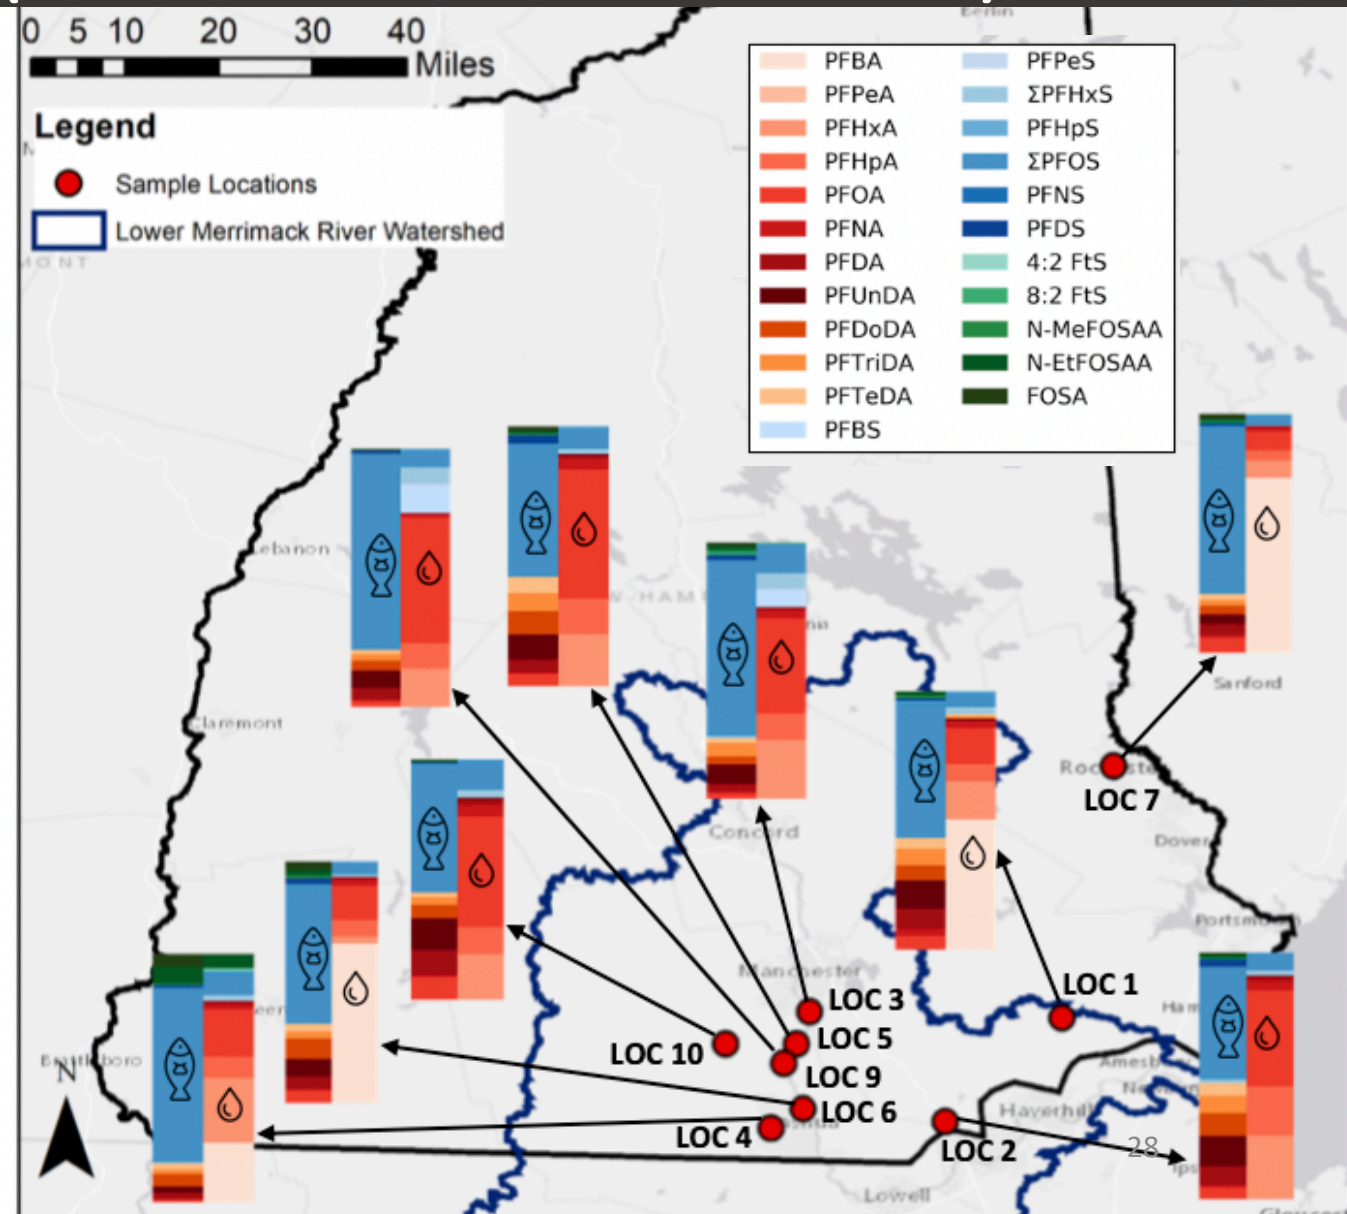 0 5 10 20 30 40
Miles
Legend
Sample Locations
Lower Merrimack River Watershed
PFBA
PFPeA
PFHxA
PFHpA
PFOA
PFNA
PFDA
PFUnDA
PFDoDA
PFTriDA
PFTeDA
PFBS
PFPeS
ΣPFHxS
PFHpS
ΣPFOS
PFNS
PFDS
4:2 FtS
8:2 FtS
N-MeFOSAA
N-EtFOSAA
FOSA
Berlin
Lebanon
Claremont
Concord
Sanford
LOC 7
Dover
Portsmouth
Manchester
LOC 3
LOC 1
LOC 5
LOC 10
LOC 9
LOC 6
LOC 4
LOC 2
Haverhill
Lowell
N
28